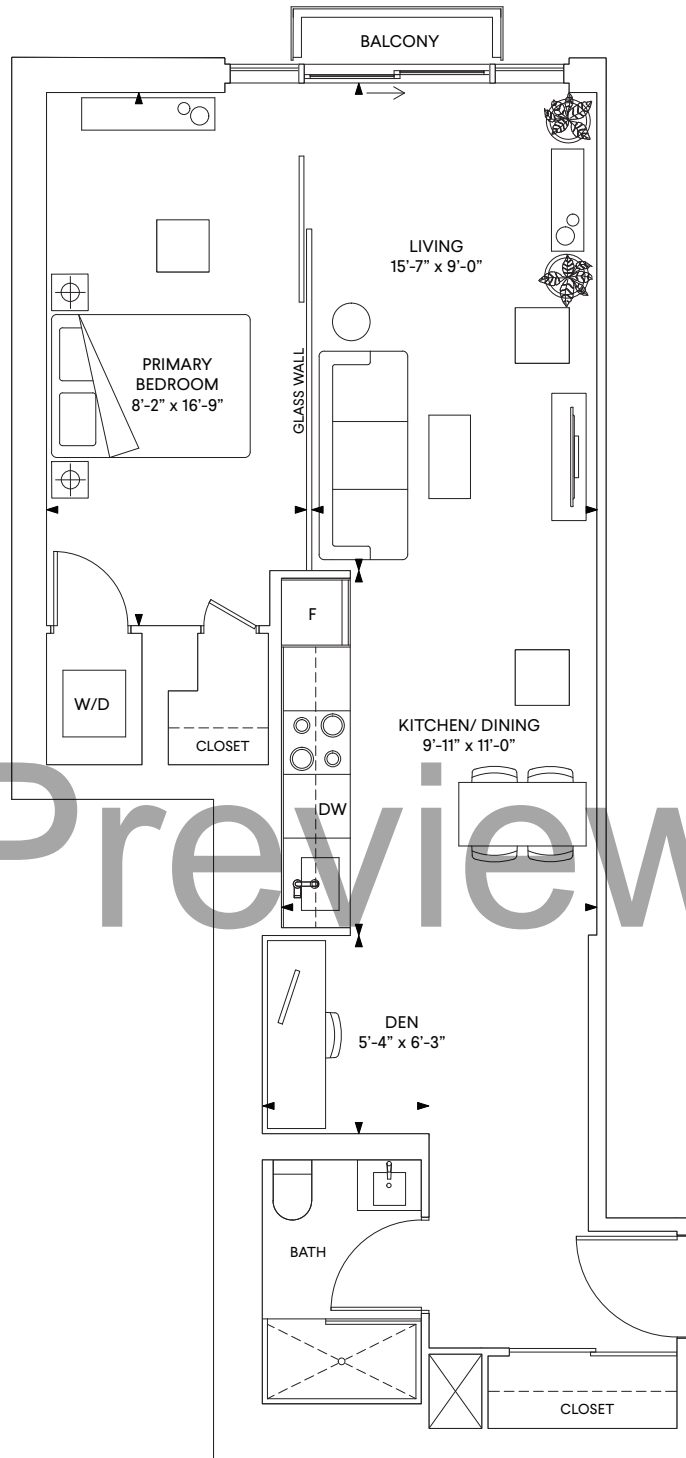 BALCONY
LIVING
15'-7" x 9'-0"
PRIMARY
BEDROOM
8'-2" x 16'-9"
GLASS WALL
F
W/D
CLOSET
KITCHEN/ DINING
9'-11" x 11'-0"
DW
Preview
DEN
5'-4" x 6'-3"
BATH
CLOSET